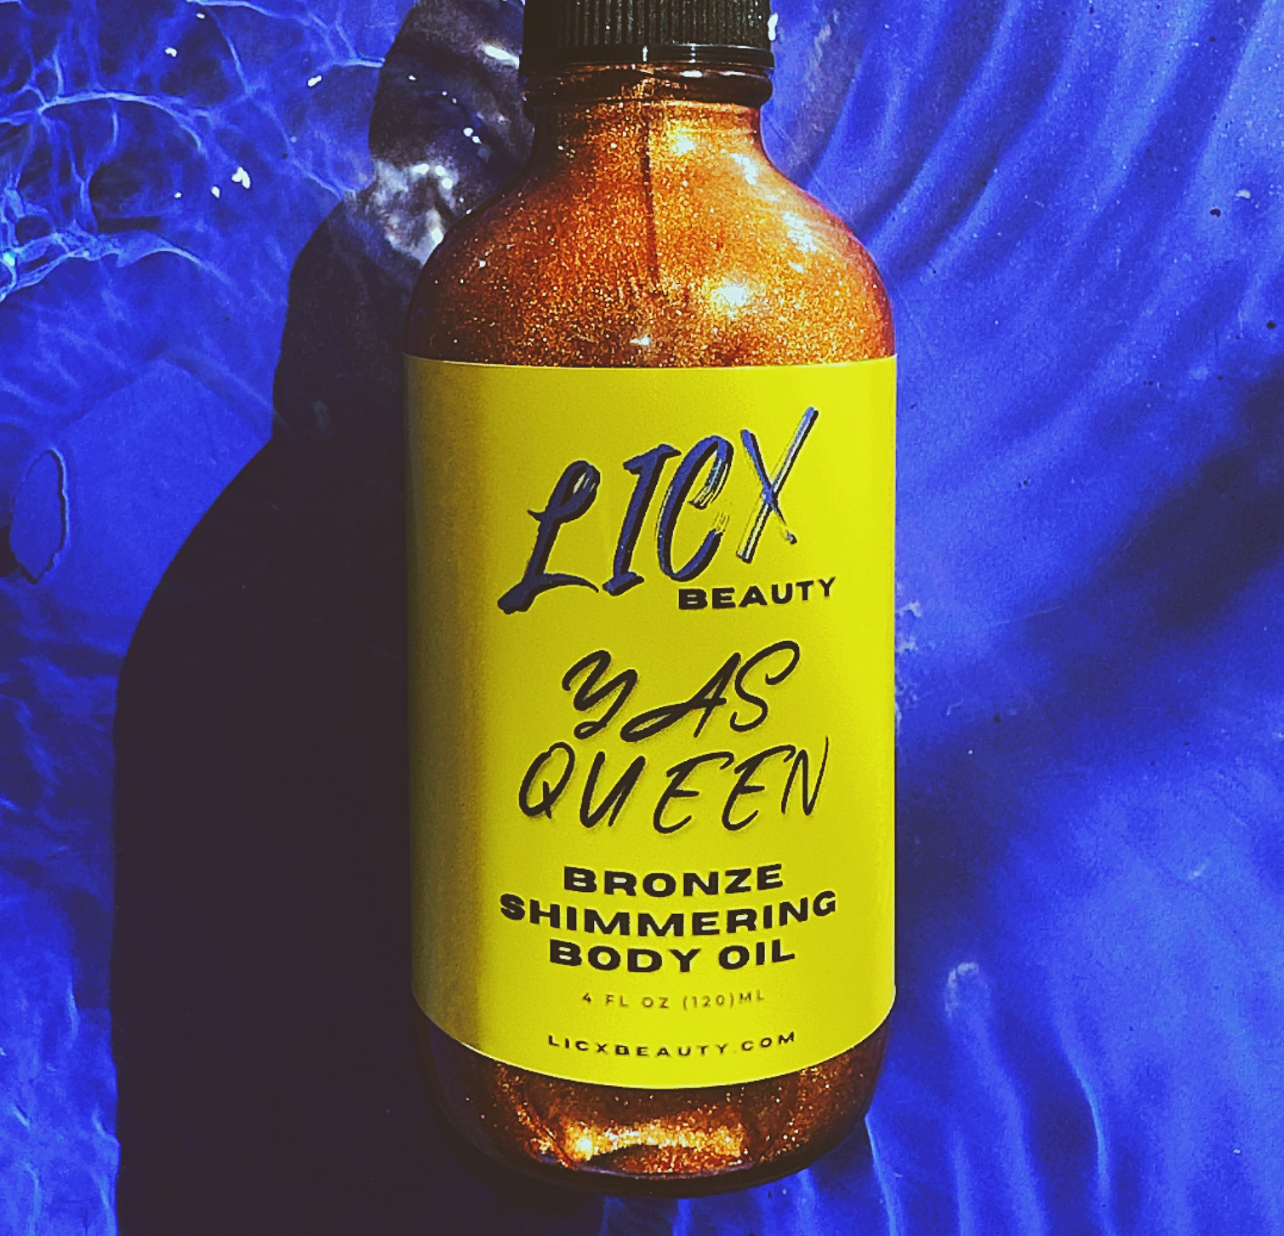 LICX
BEAUTY
YAS
QUEEN
BRONZE
SHIMMERING
BODY OIL
4 FL OZ (120)ML
LICXBEAUTY.COM